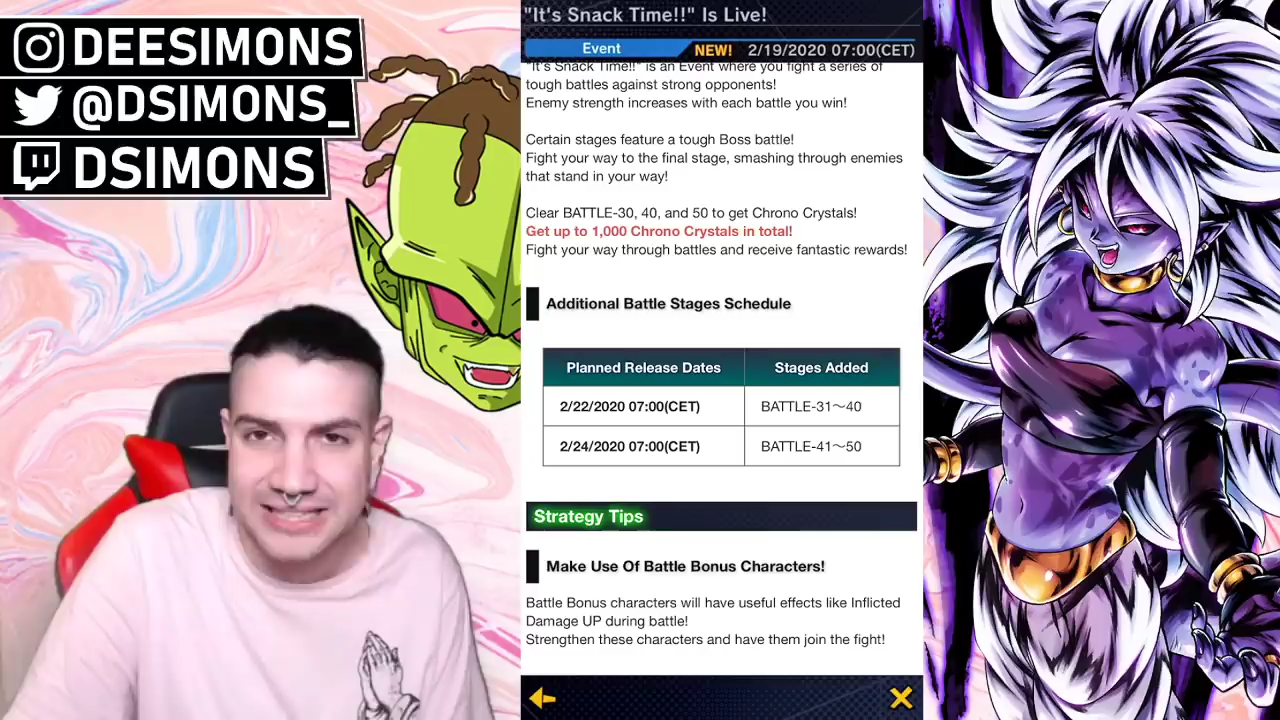 DEESIMONS
@DSIMONS_
DSIMONS
"It's Snack Time!!" Is Live!
Event NEW! 2/19/2020 07:00(CET)
"It's Snack Time!!" is an Event where you fight a series of
tough battles against strong opponents!
Enemy strength increases with each battle you win!
Certain stages feature a tough Boss battle!
Fight your way to the final stage, smashing through enemies
that stand in your way!
Clear BATTLE-30, 40, and 50 to get Chrono Crystals!
Get up to 1,000 Chrono Crystals in total!
Fight your way through battles and receive fantastic rewards!
Additional Battle Stages Schedule
Planned Release Dates Stages Added
2/22/2020 07:00(CET) BATTLE-31～40
2/24/2020 07:00(CET) BATTLE-41～50
Strategy Tips
Make Use Of Battle Bonus Characters!
Battle Bonus characters will have useful effects like Inflicted
Damage UP during battle!
Strengthen these characters and have them join the fight!